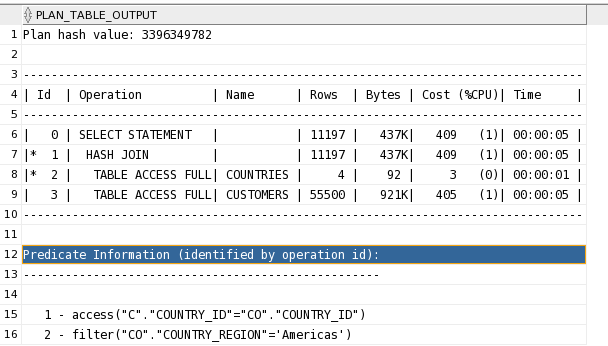 PLAN_TABLE_OUTPUT
1 Plan hash value: 3396349782
2
3 --------------------------------------------------------------------------------
4 | Id  | Operation          | Name      | Rows  | Bytes | Cost (%CPU)| Time     |
5 --------------------------------------------------------------------------------
6 |   0 | SELECT STATEMENT   |           | 11197 |   437K|   409   (1)| 00:00:05 |
7 |*  1 |  HASH JOIN         |           | 11197 |   437K|   409   (1)| 00:00:05 |
8 |*  2 |   TABLE ACCESS FULL| COUNTRIES |     4 |    92 |     3   (0)| 00:00:01 |
9 |   3 |   TABLE ACCESS FULL| CUSTOMERS | 55500 |   921K|   405   (1)| 00:00:05 |
10 --------------------------------------------------------------------------------
11
12 Predicate Information (identified by operation id):
13 ---------------------------------------------------
14
15    1 - access("C"."COUNTRY_ID"="CO"."COUNTRY_ID")
16    2 - filter("CO"."COUNTRY_REGION"='Americas')